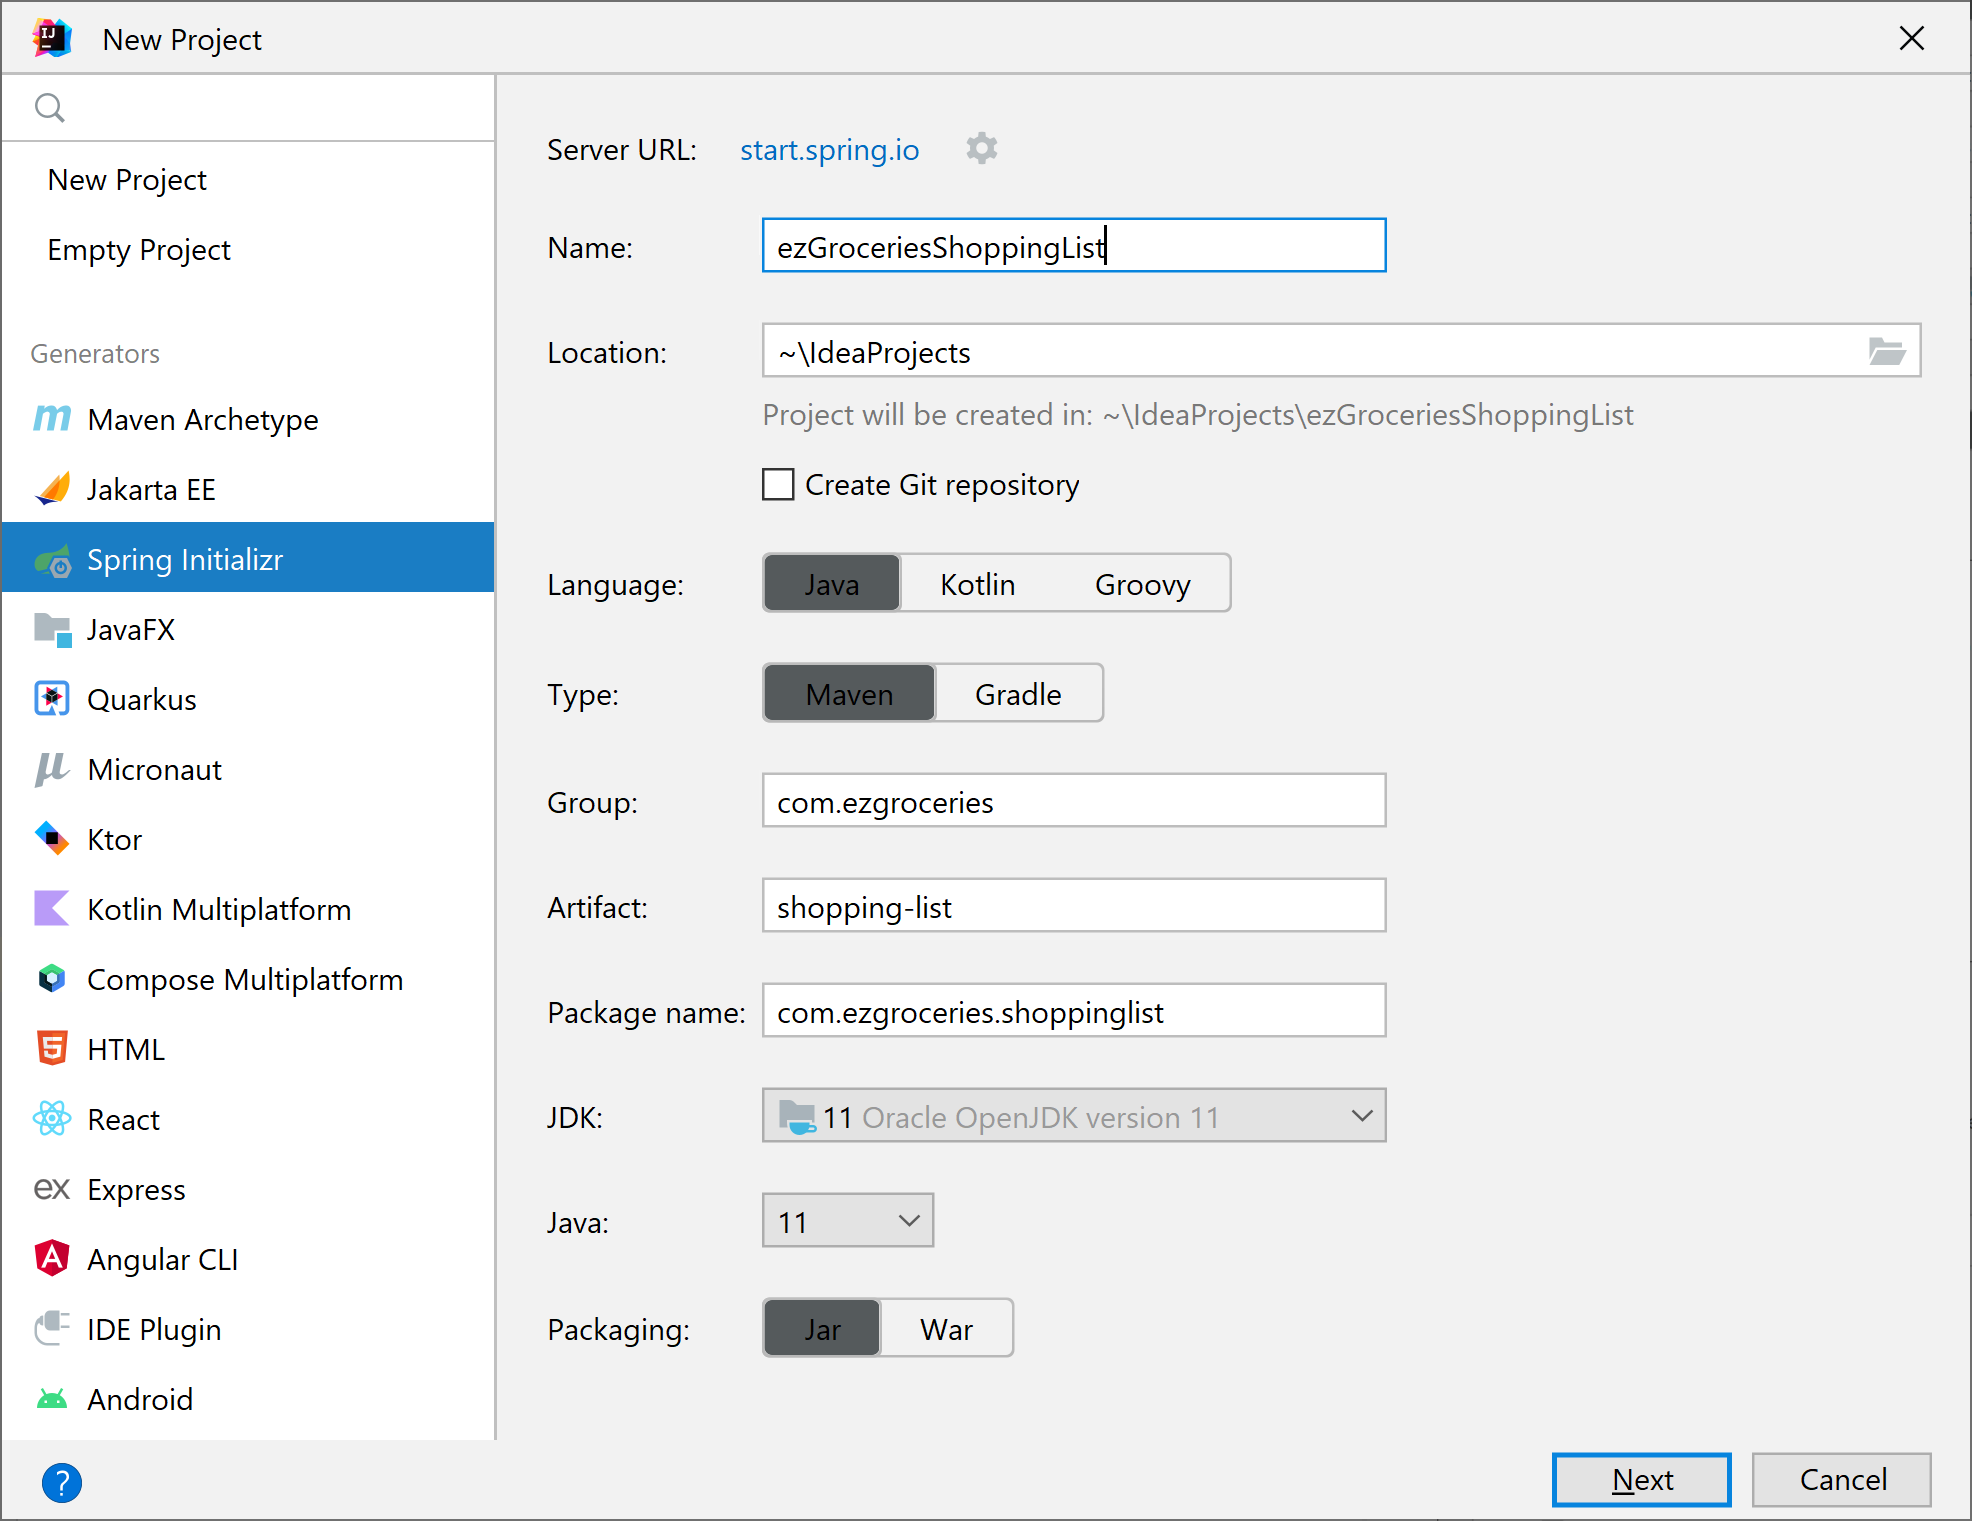 New Project
New Project
Empty Project
Generators
Maven Archetype
Jakarta EE
Spring Initializr
JavaFX
Quarkus
Micronaut
Ktor
Kotlin Multiplatform
Compose Multiplatform
HTML
React
Express
Angular CLI
IDE Plugin
Android
Server URL: start.spring.io
Name: ezGroceriesShoppingList
Location: ~\IdeaProjects
Project will be created in: ~\IdeaProjects\ezGroceriesShoppingList
Create Git repository
Language: Java Kotlin Groovy
Type: Maven Gradle
Group: com.ezgroceries
Artifact: shopping-list
Package name: com.ezgroceries.shoppinglist
JDK: 11 Oracle OpenJDK version 11
Java: 11
Packaging: Jar War
? Next Cancel